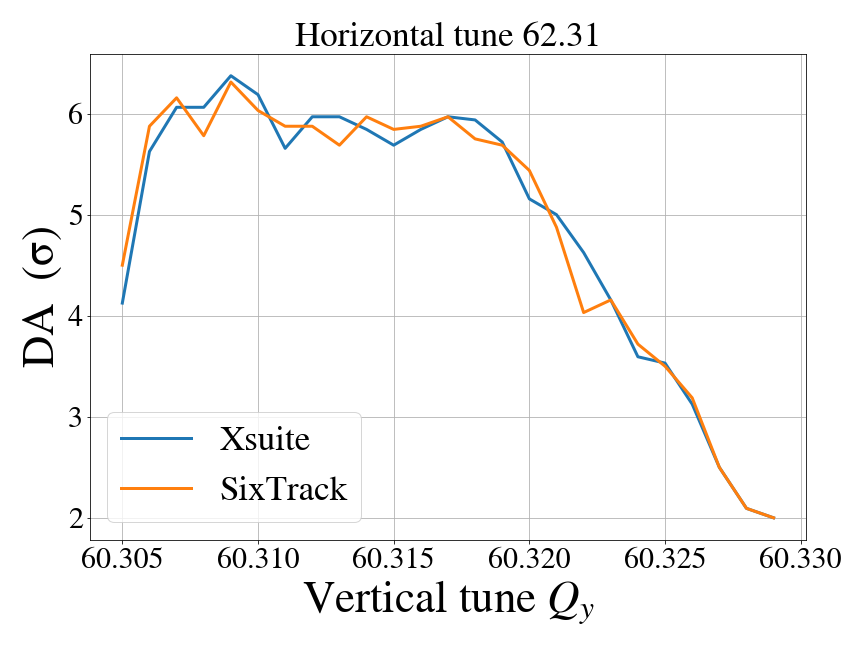 Horizontal tune 62.31
DA (σ)
6
5
4
3
2
Xsuite
SixTrack
60.305 60.310 60.315 60.320 60.325 60.330
Vertical tune Qy